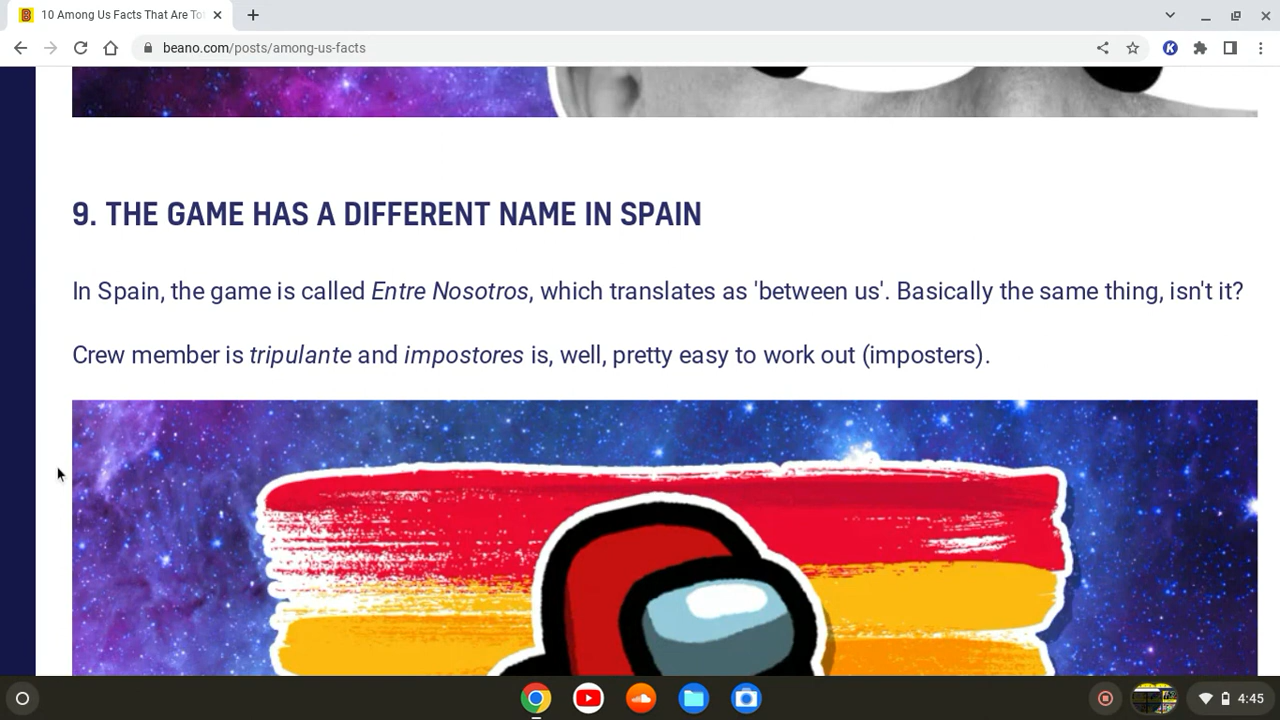 10 Among Us Facts That Are To
beano.com/posts/among-us-facts
9. THE GAME HAS A DIFFERENT NAME IN SPAIN
In Spain, the game is called Entre Nosotros, which translates as 'between us'. Basically the same thing, isn't it?
Crew member is tripulante and impostores is, well, pretty easy to work out (imposters).
4:45